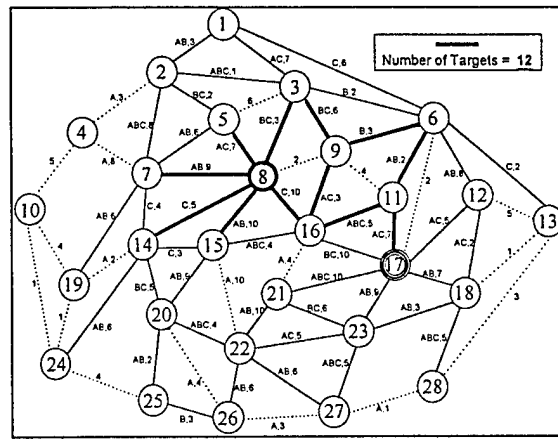 1
AB,3
AC,7
C,6
Number of Targets = 12
2
ABC,1
3
B,2
A,3
BC,2
6
BC,6
4
5
BC,3
9
B,3
6
C,2
ABC,8
AB,6
AC,7
2
4
AB,2
2
AB,6
5
A,8
7
AB,9
8
11
12
5
13
10
C,4
C,5
C,10
AC,3
ABC,5
AC,7
AC,5
AC,2
AB,6
4
A,2
14
C,3
15
AB,10
ABC,4
16
BC,10
17
AB,7
1
3
19
1
1
BC,5
AB,9
A,10
A,4
21
ABC,10
AB,9
18
AB,6
20
AB,10
BC,6
AB,3
24
AB,2
ABC,4
22
AC,5
23
ABC,5
4
A,4
AB,6
AB,6
ABC,5
28
25
B,3
26
A,3
27
A,1